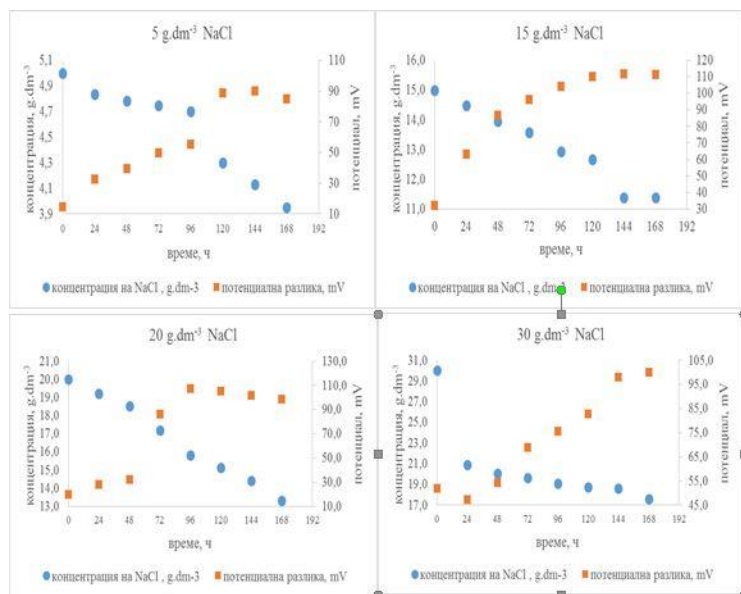 5 g.dm⁻³ NaCl
концентрация, g.dm⁻³
5,1
4,9
4,7
4,5
4,3
4,1
3,9
110
90
70
50
30
10
потенциал, mV
0 24 48 72 96 120 144 168 192
време, ч
концентрация на NaCl , g.dm-3 потенциална разлика, mV
15 g.dm⁻³ NaCl
концентрация, g.dm⁻³
16,0
15,0
14,0
13,0
12,0
11,0
120
110
100
90
80
70
60
50
40
30
потенциал, mV
0 24 48 72 96 120 144 168 192
време, ч
концентрация на NaCl , g.dm-3 потенциална разлика, mV
20 g.dm⁻³ NaCl
концентрация, g.dm⁻³
21,0
20,0
19,0
18,0
17,0
16,0
15,0
14,0
13,0
130,0
110,0
90,0
70,0
50,0
30,0
10,0
потенциал, mV
0 24 48 72 96 120 144 168 192
време, ч
концентрация на NaCl , g.dm-3 потенциална разлика, mV
30 g.dm⁻³ NaCl
концентрация, g.dm⁻³
31,0
29,0
27,0
25,0
23,0
21,0
19,0
17,0
105,0
95,0
85,0
75,0
65,0
55,0
45,0
потенциал, mV
0 24 48 72 96 120 144 168 192
време, ч
концентрация на NaCl , g.dm-3 потенциална разлика, mV